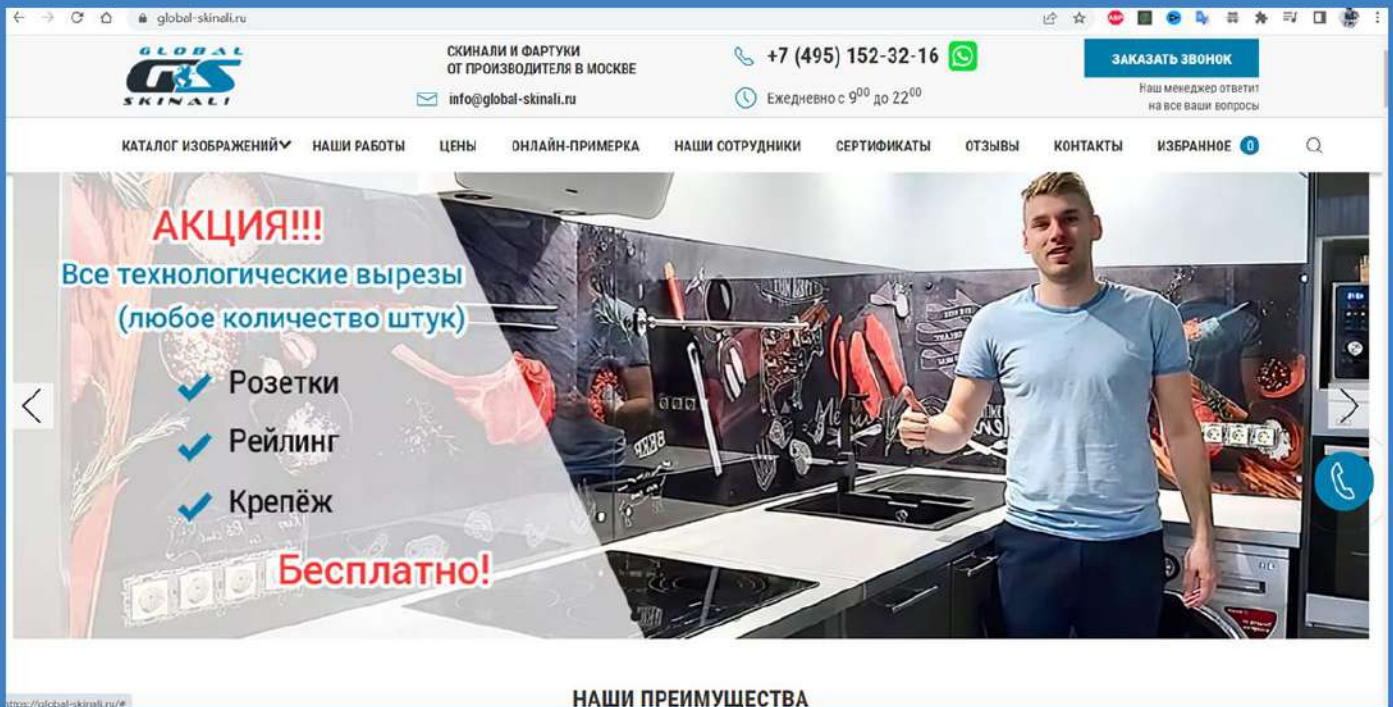 global-skinali.ru
GLOBAL
GS
SKINALI
СКИНАЛИ И ФАРТУКИ
ОТ ПРОИЗВОДИТЕЛЯ В МОСКВЕ
info@global-skinali.ru
+7 (495) 152-32-16
Ежедневно с 9⁰⁰ до 22⁰⁰
ЗАКАЗАТЬ ЗВОНОК
Наш менеджер ответит
на все ваши вопросы
КАТАЛОГ ИЗОБРАЖЕНИЙ НАШИ РАБОТЫ ЦЕНЫ ОНЛАЙН-ПРИМЕРКА НАШИ СОТРУДНИКИ СЕРТИФИКАТЫ ОТЗЫВЫ КОНТАКТЫ ИЗБРАННОЕ 0
АКЦИЯ!!!
Все технологические вырезы
(любое количество штук)
Розетки
Рейлинг
Крепёж
Бесплатно!
НАШИ ПРЕИМУЩЕСТВА
https://global-skinali.ru/#